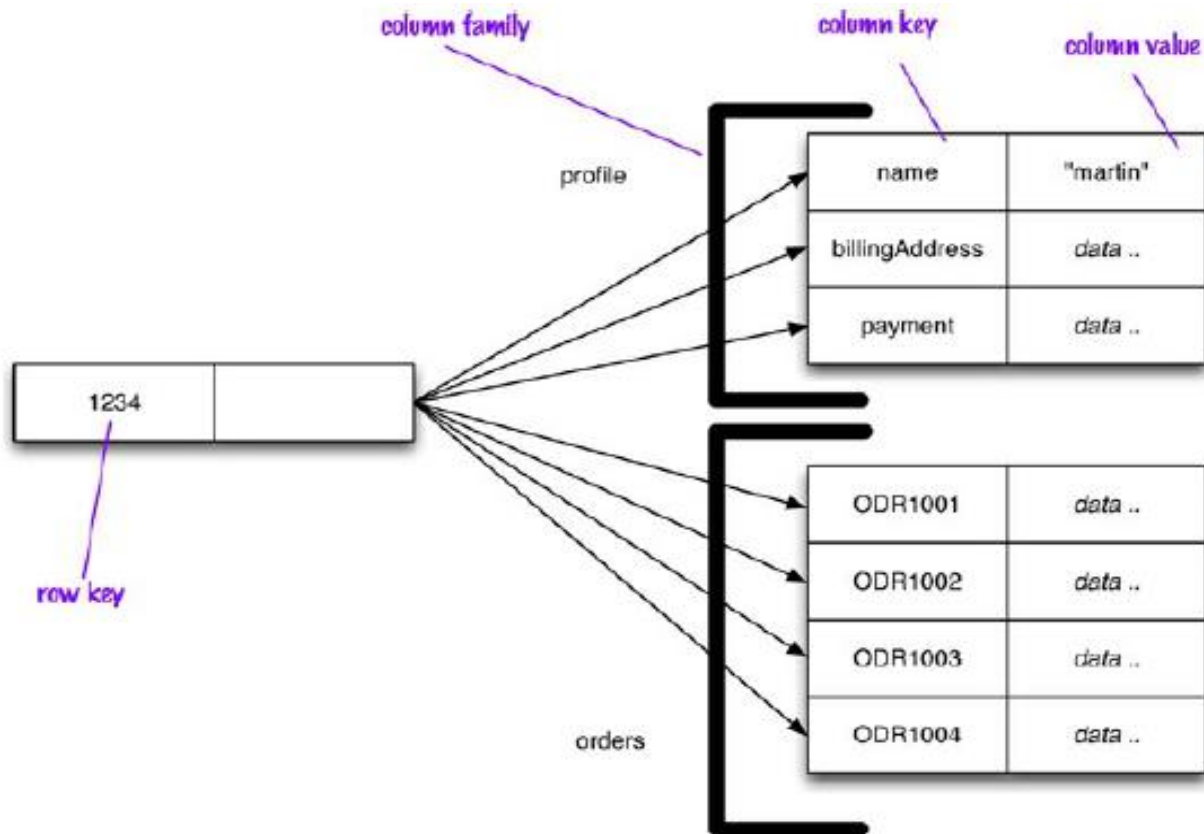 column family
column key
column value
profile
name
"martin"
billingAddress
data ..
payment
data ..
1234
row key
ODR1001
data ..
ODR1002
data ..
ODR1003
data ..
orders
ODR1004
data ..